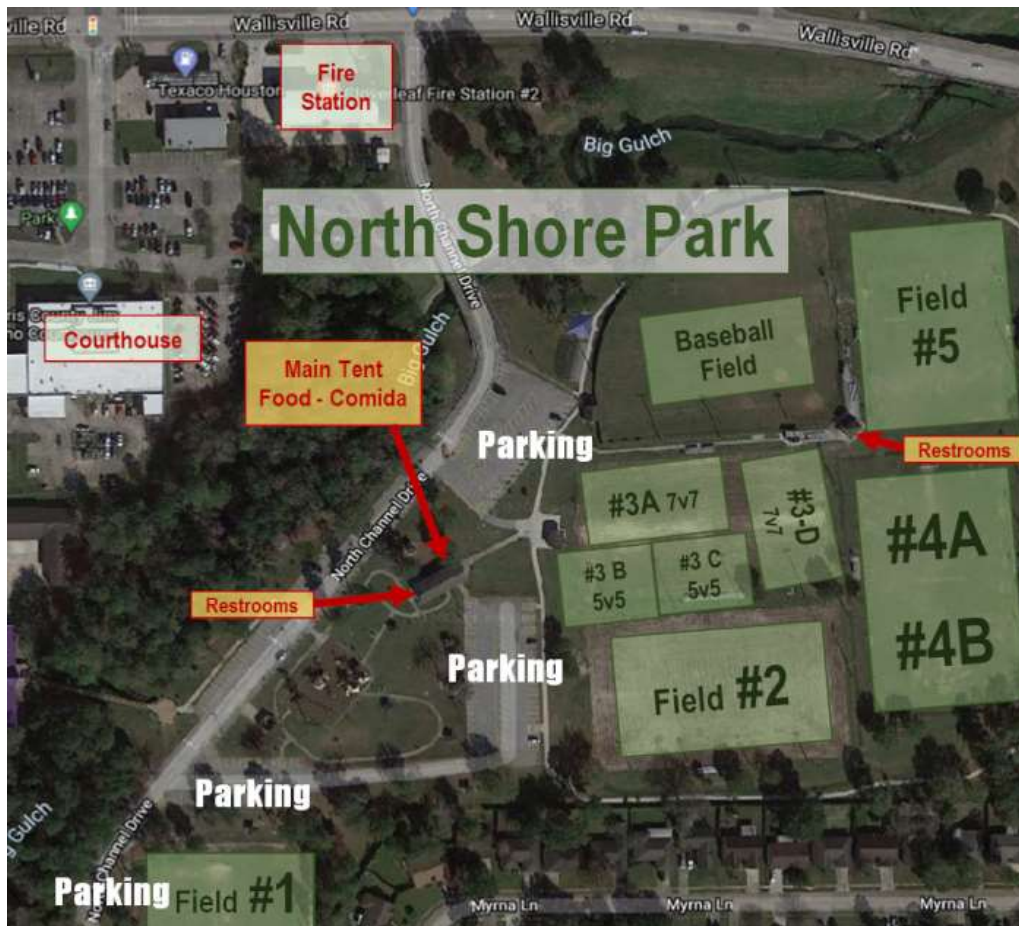 ville Rd
Wallisville Rd
Wallisville Rd
Wallisville Rd
Fire
Station
Texaco Houston
Cloverleaf Fire Station #2
Big Gulch
North Channel Drive
Park
North Shore Park
Courthouse
Main Tent
Food - Comida
Big Gulch
Baseball
Field
Field
#5
Parking
Restrooms
North Channel Drive
#3A 7v7
#3-D
7v7
#4A
#3 B
5v5
#3 C
5v5
Restrooms
#4B
Parking
Field #2
Parking
North Channel Drive
g Gulch
Parking
Field #1
Myrna Ln
Myrna Ln
Myrna Ln